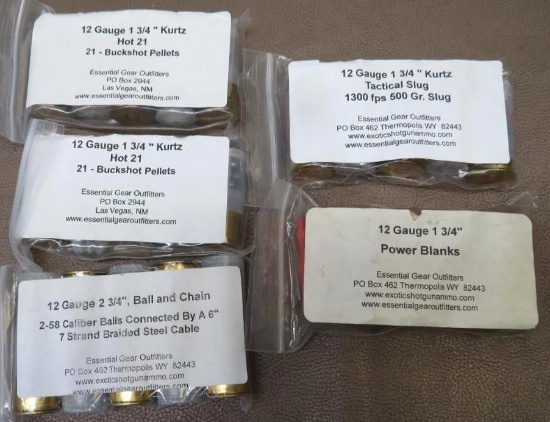 12 Gauge 1 3/4 " Kurtz
Hot 21
21 - Buckshot Pellets
Essential Gear Outfitters
PO Box 2944
Las Vegas, NM
www.essentialgearoutfitters.com
12 Gauge 1 3/4 " Kurtz
Hot 21
21 - Buckshot Pellets
Essential Gear Outfitters
PO Box 2944
Las Vegas, NM
www.essentialgearoutfitters.com
12 Gauge 2 3/4", Ball and Chain
2-58 Caliber Balls Connected By A 6"
7 Strand Braided Steel Cable
Essential Gear Outfitters
PO Box 462 Thermopolis WY 82443
www.exoticshotgunammo.com
www.essentialgearoutfitters.com
12 Gauge 1 3/4 " Kurtz
Tactical Slug
1300 fps 500 Gr. Slug
Essential Gear Outfitters
PO Box 462 Thermopolis WY 82443
www.exoticshotgunammo.com
www.essentialgearoutfitters.com
12 Gauge 1 3/4"
Power Blanks
Essential Gear Outfitters
PO Box 462 Thermopolis WY 82443
www.exoticshotgunammo.com
www.essentialgearoutfitters.com